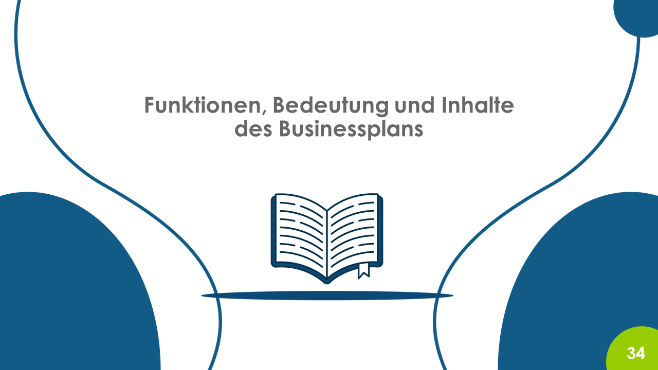 Funktionen, Bedeutung und Inhalte
des Businessplans
34